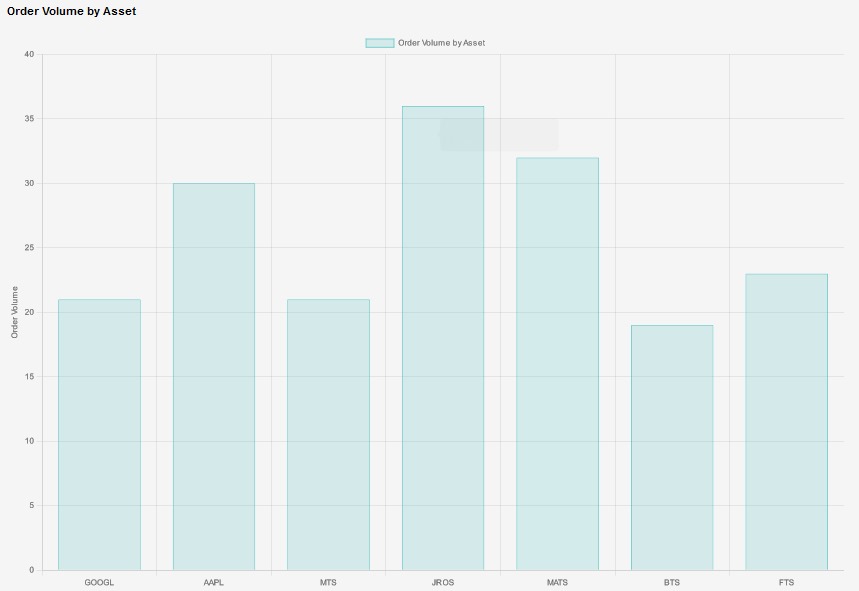 Order Volume by Asset
Order Volume by Asset
40
35
30
25
20
15
10
5
0
Order Volume
GOOGL AAPL MTS JROS MATS BTS FTS